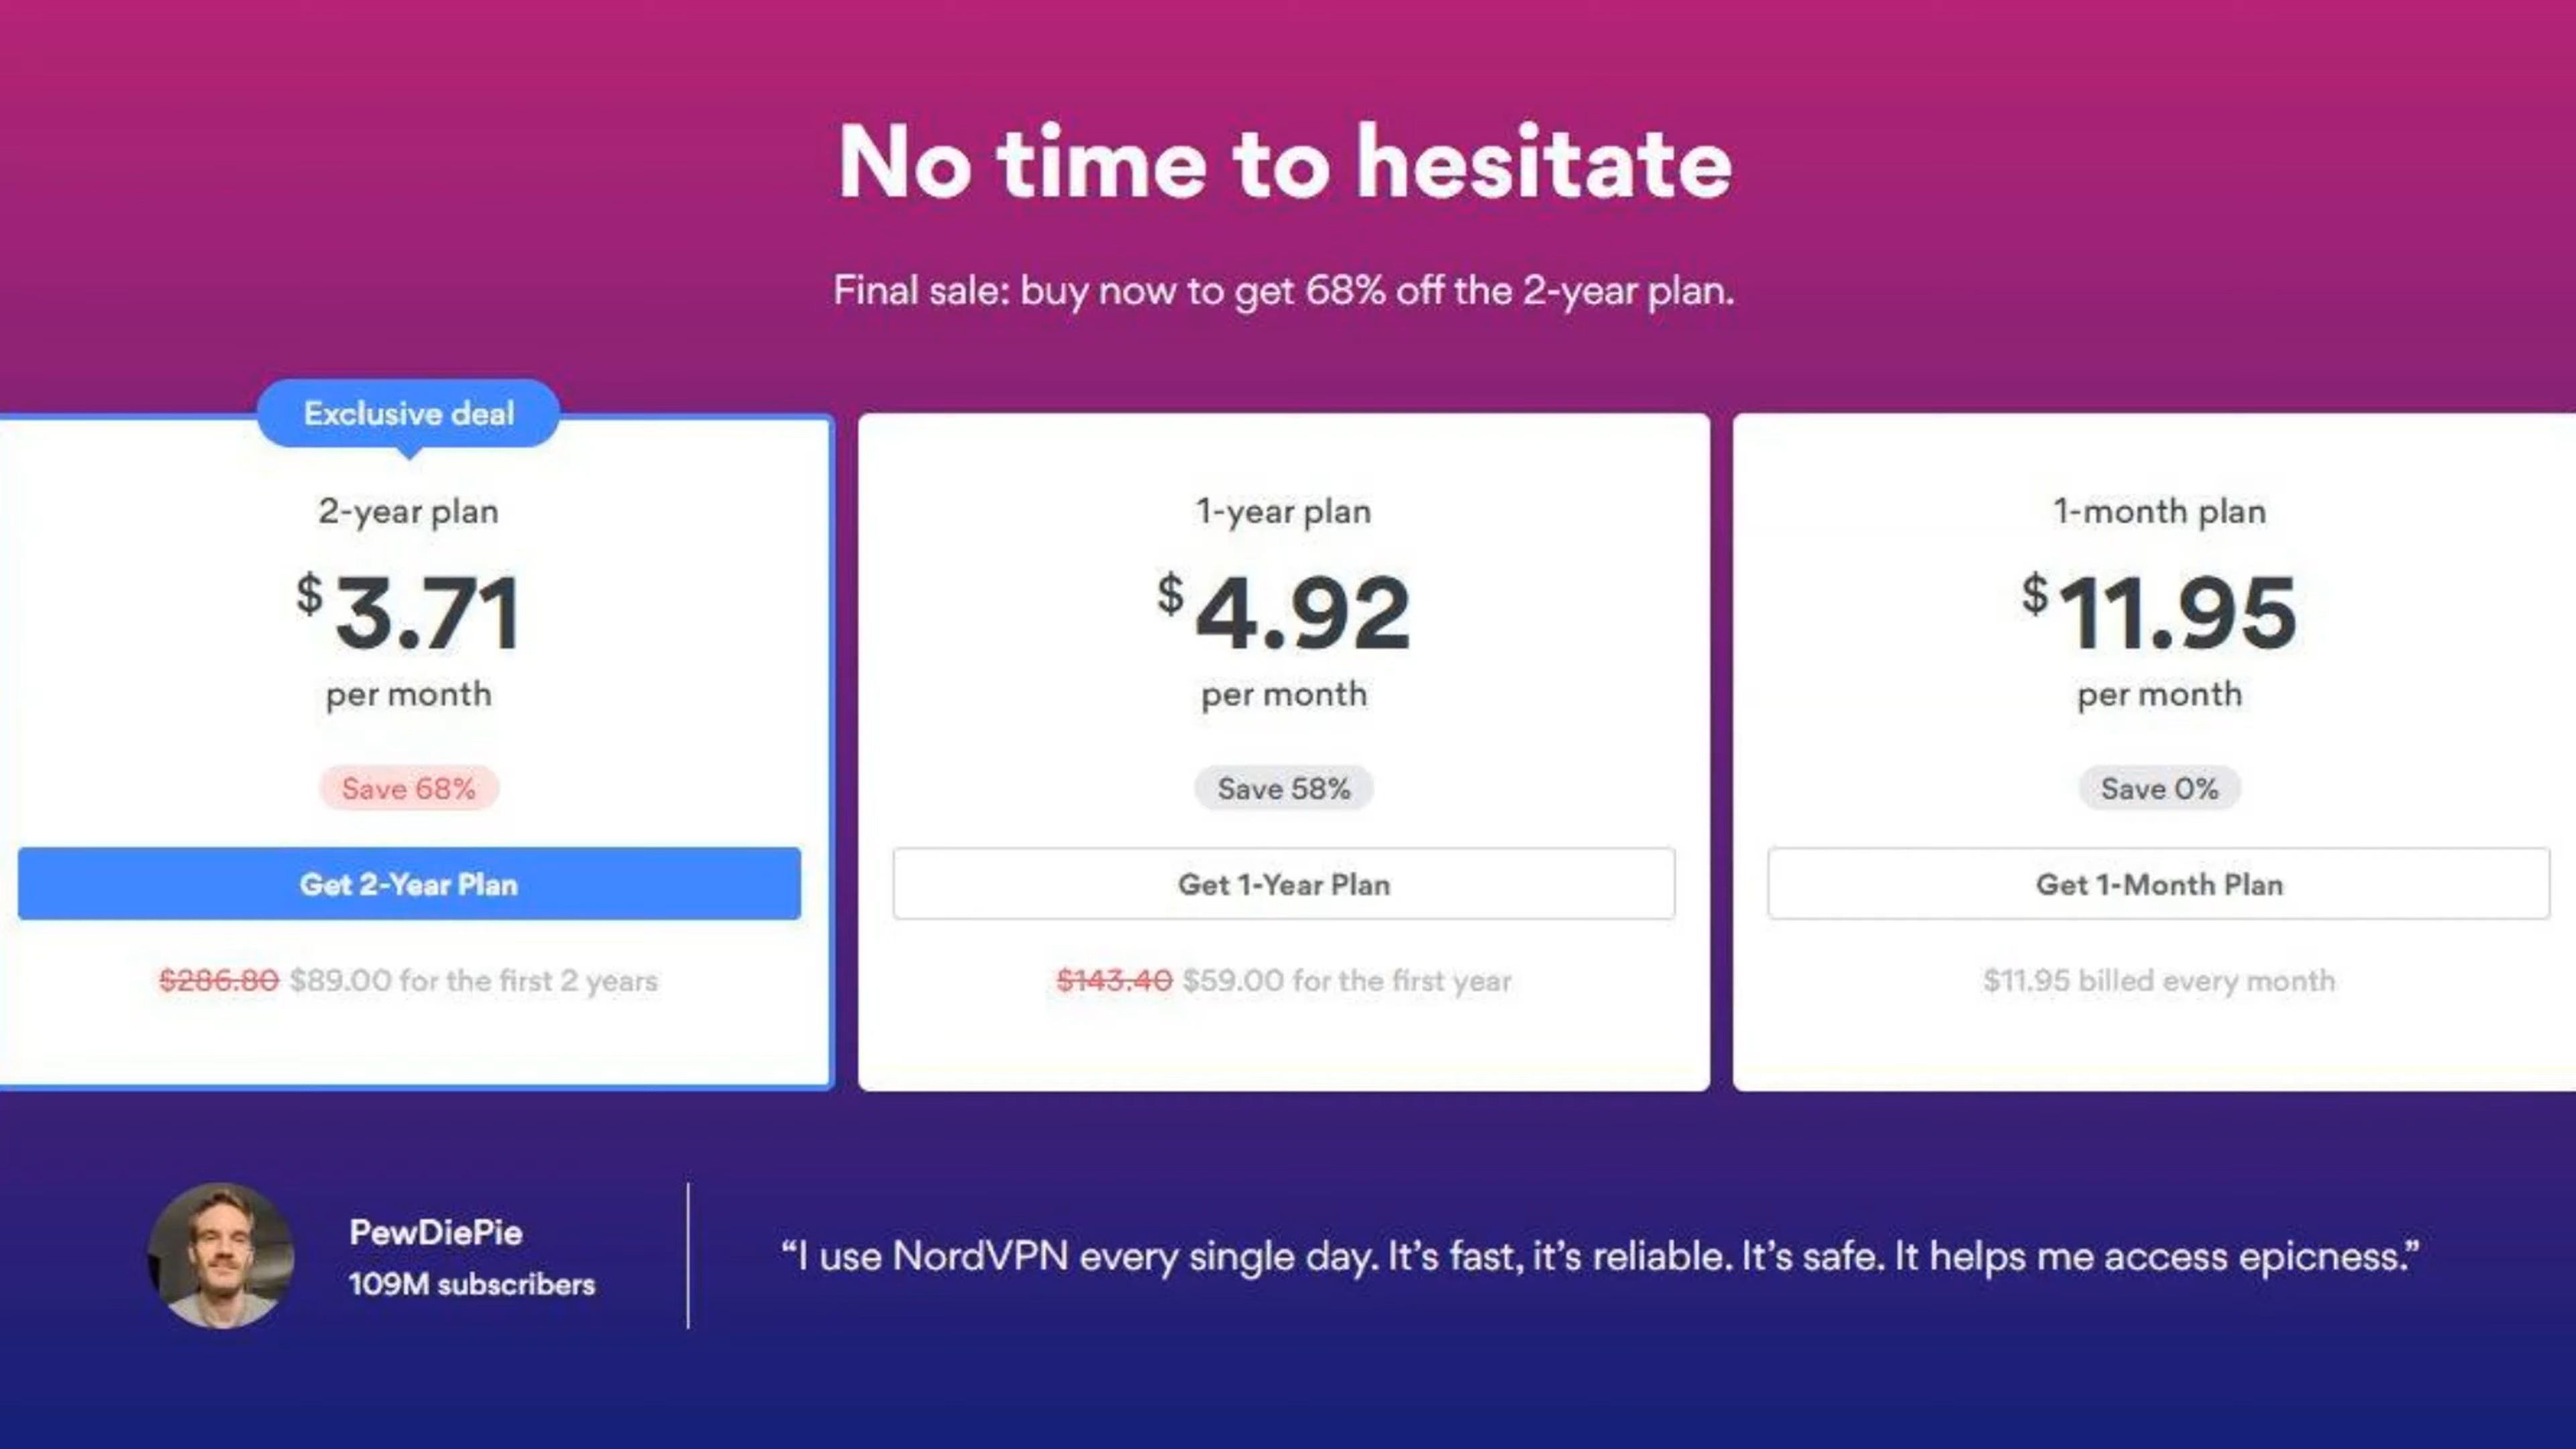 No time to hesitate
Final sale: buy now to get 68% off the 2-year plan.
Exclusive deal
2-year plan
$3.71
per month
Save 68%
Get 2-Year Plan
$286.80 $89.00 for the first 2 years
1-year plan
$4.92
per month
Save 58%
Get 1-Year Plan
$143.40 $59.00 for the first year
1-month plan
$11.95
per month
Save 0%
Get 1-Month Plan
$11.95 billed every month
PewDiePie
109M subscribers
“I use NordVPN every single day. It’s fast, it’s reliable. It’s safe. It helps me access epicness.”